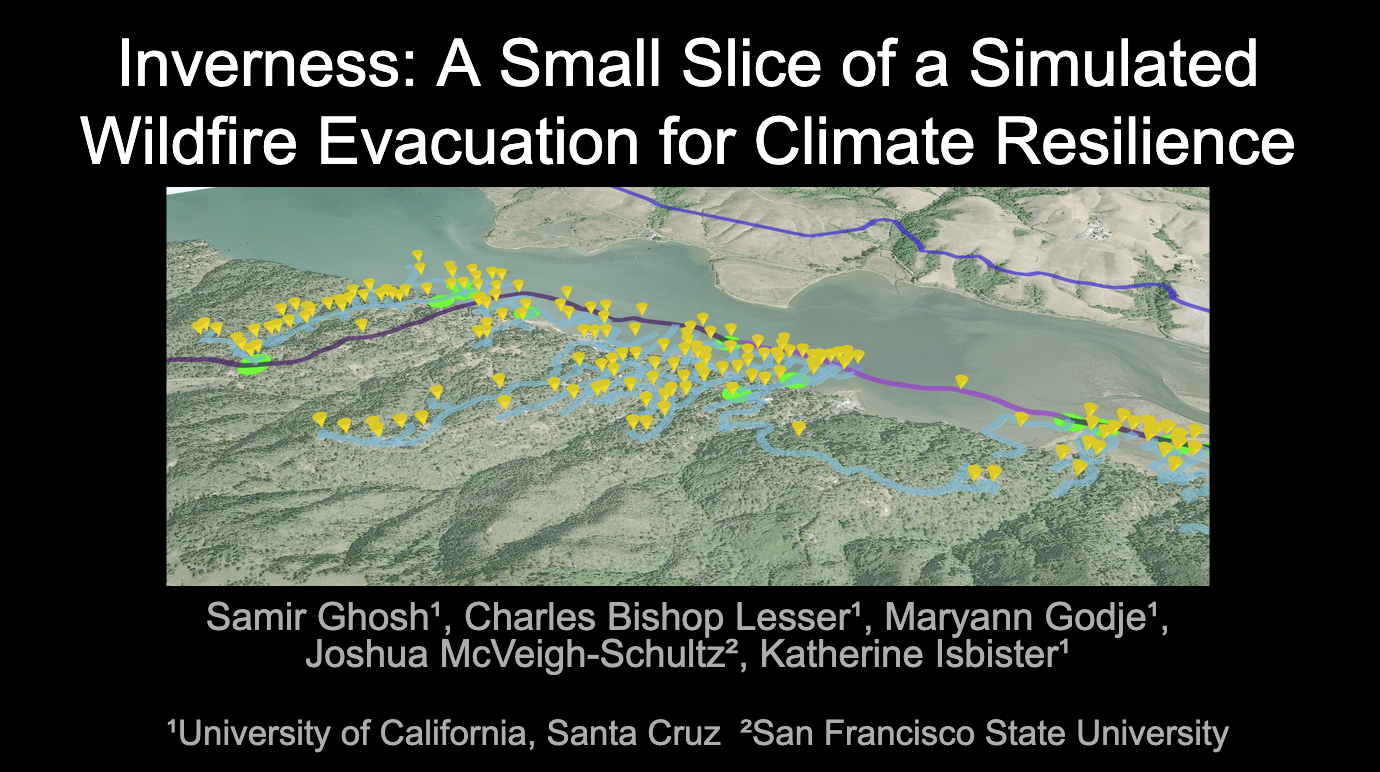 Inverness: A Small Slice of a Simulated
Wildfire Evacuation for Climate Resilience
Samir Ghosh¹, Charles Bishop Lesser¹, Maryann Godje¹,
Joshua McVeigh-Schultz², Katherine Isbister¹
¹University of California, Santa Cruz ²San Francisco State University